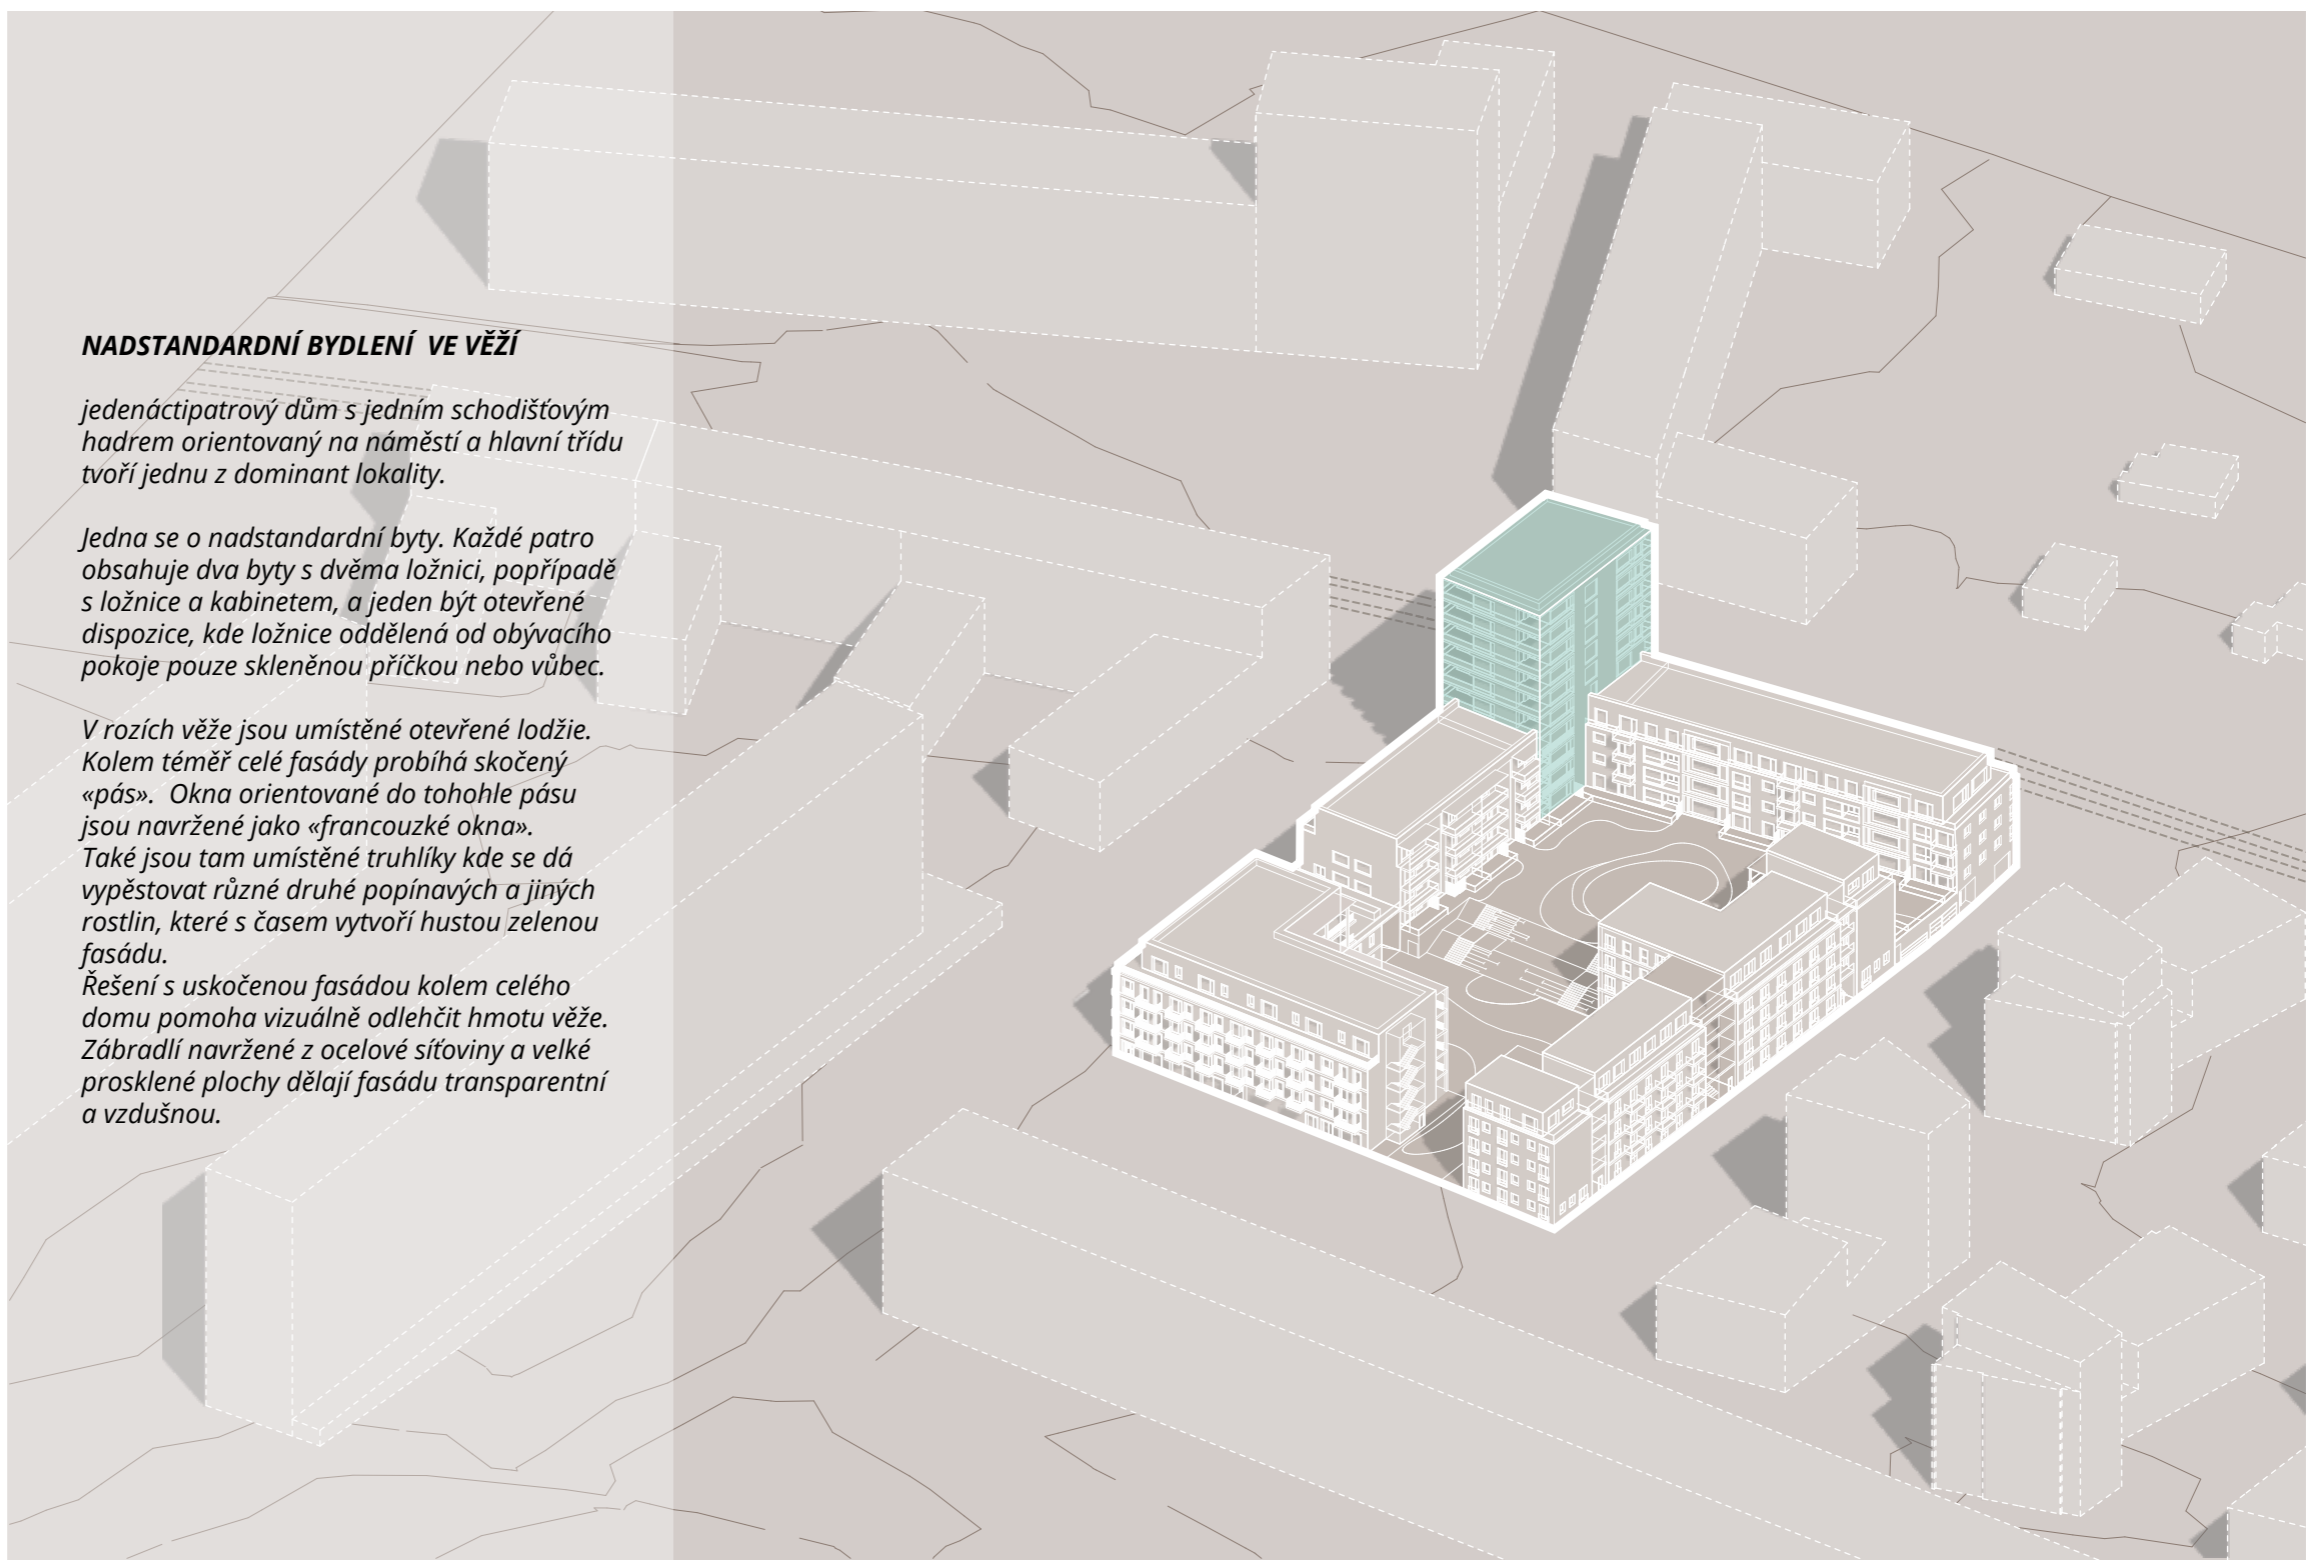 NADSTANDARDNÍ BYDLENÍ  VE VĚŽÍ
jedenáctipatrový dům s jedním schodišťovým
hadrem orientovaný na náměstí a hlavní třídu
tvoří jednu z dominant lokality.
Jedna se o nadstandardní byty. Každé patro
obsahuje dva byty s dvěma ložnici, popřípadě
s ložnice a kabinetem, a jeden být otevřené
dispozice, kde ložnice oddělená od obývacího
pokoje pouze skleněnou příčkou nebo vůbec.
V rozích věže jsou umístěné otevřené lodžie.
Kolem téměř celé fasády probíhá skočený
«pás».  Okna orientované do tohohle pásu
jsou navržené jako «francouzké okna».
Také jsou tam umístěné truhlíky kde se dá
vypěstovat různé druhé popínavých a jiných
rostlin, které s časem vytvoří hustou zelenou
fasádu.
Řešení s uskočenou fasádou kolem celého
domu pomoha vizuálně odlehčit hmotu věže.
Zábradlí navržené z ocelové síťoviny a velké
prosklené plochy dělají fasádu transparentní
a vzdušnou.